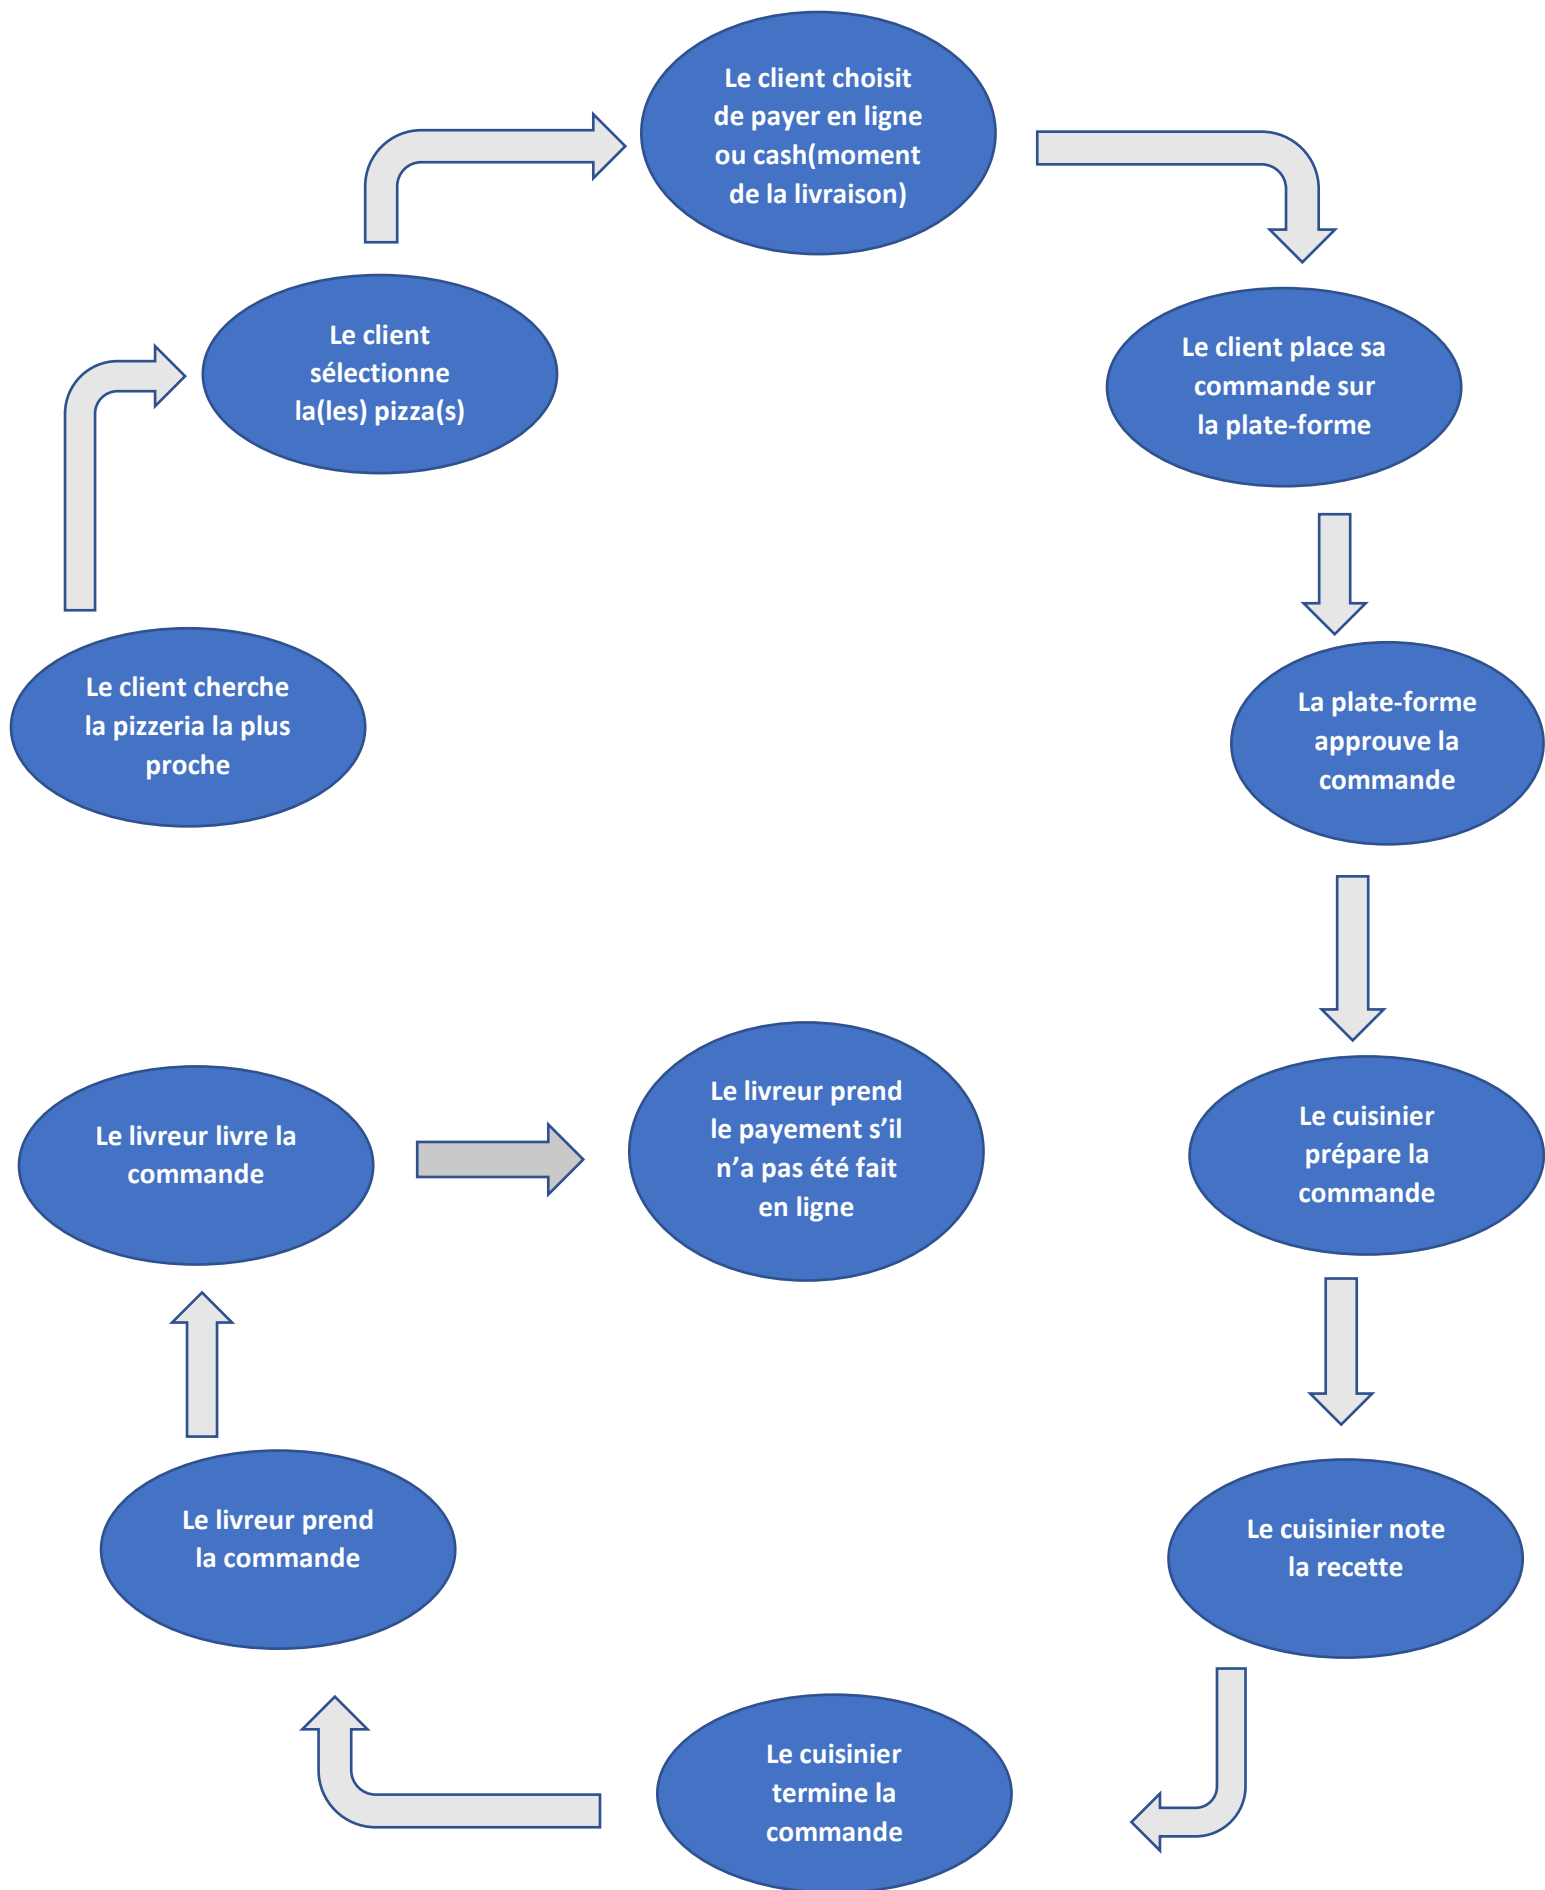 Le client choisit
de payer en ligne
ou cash(moment
de la livraison)
Le client
sélectionne
la(les) pizza(s)
Le client place sa
commande sur
la plate-forme
Le client cherche
la pizzeria la plus
proche
La plate-forme
approuve la
commande
Le livreur livre la
commande
Le livreur prend
le payement s’il
n’a pas été fait
en ligne
Le cuisinier
prépare la
commande
Le livreur prend
la commande
Le cuisinier note
la recette
Le cuisinier
termine la
commande